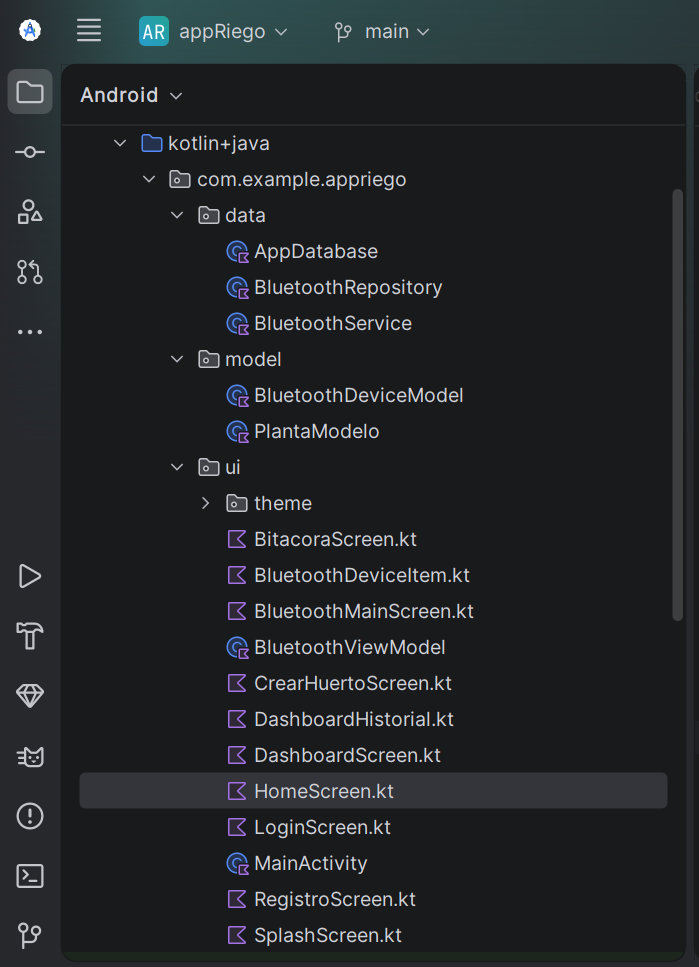 AR appRiego main
Android
kotlin+java
com.example.appriego
data
AppDatabase
BluetoothRepository
BluetoothService
model
BluetoothDeviceModel
PlantaModelo
ui
theme
BitacoraScreen.kt
BluetoothDeviceItem.kt
BluetoothMainScreen.kt
BluetoothViewModel
CrearHuertoScreen.kt
DashboardHistorial.kt
DashboardScreen.kt
HomeScreen.kt
LoginScreen.kt
MainActivity
RegistroScreen.kt
SplashScreen.kt